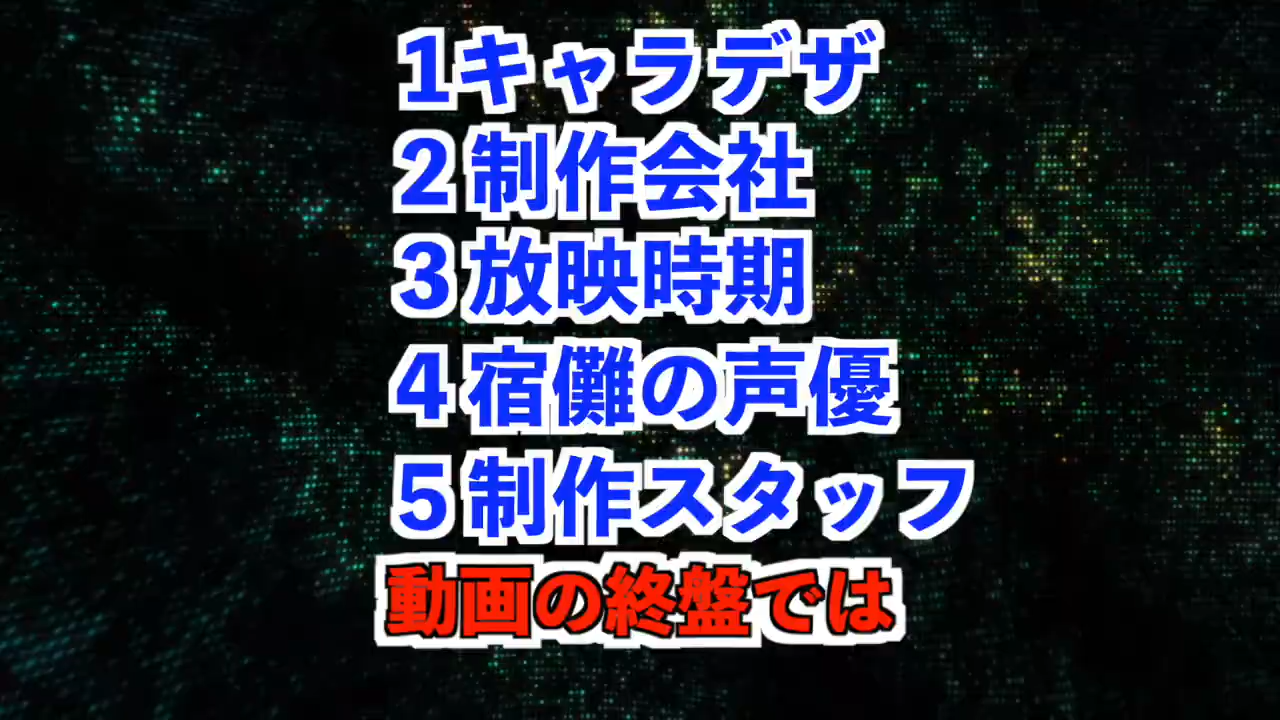 1キャラデザ
2制作会社
3放映時期
4宿儺の声優
5制作スタッフ
動画の終盤では